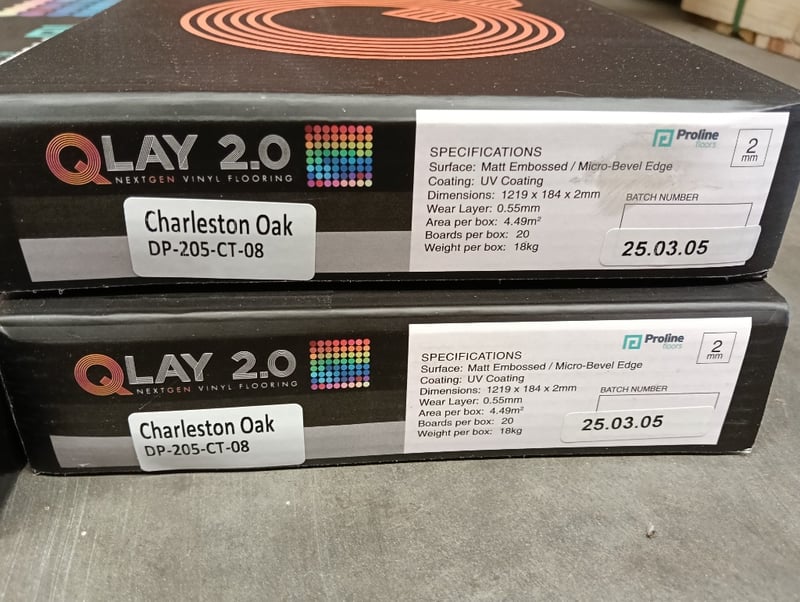 QLAY 2.0
NEXTGEN VINYL FLOORING
Charleston Oak
DP-205-CT-08
Proline
floors
2
mm
SPECIFICATIONS
Surface: Matt Embossed / Micro-Bevel Edge
Coating: UV Coating
Dimensions: 1219 x 184 x 2mm
Wear Layer: 0.55mm
Area per box: 4.49m²
Boards per box: 20
Weight per box: 18kg
BATCH NUMBER
25.03.05
QLAY 2.0
NEXTGEN VINYL FLOORING
Charleston Oak
DP-205-CT-08
Proline
floors
2
mm
SPECIFICATIONS
Surface: Matt Embossed / Micro-Bevel Edge
Coating: UV Coating
Dimensions: 1219 x 184 x 2mm
Wear Layer: 0.55mm
Area per box: 4.49m²
Boards per box: 20
Weight per box: 18kg
BATCH NUMBER
25.03.05